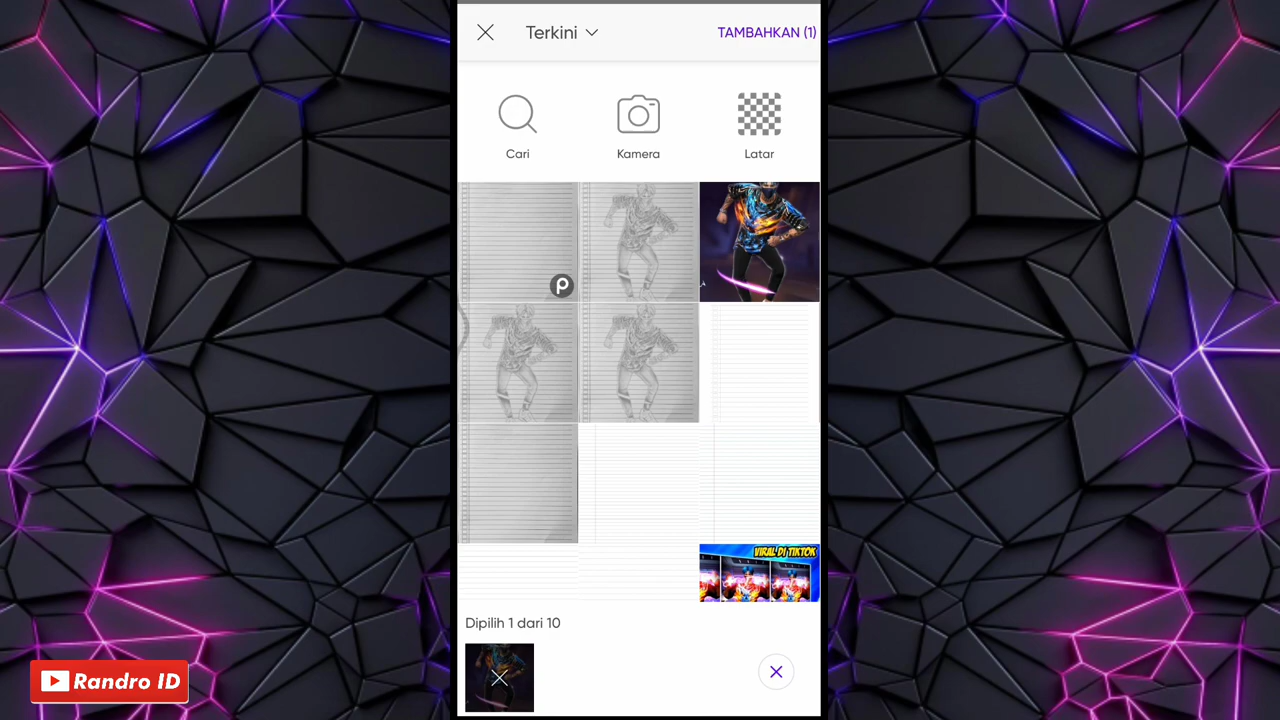 Terkini
TAMBAHKAN (1)
Cari
Kamera
Latar
VIRAL DI TIKTOK
Dipilih 1 dari 10
Randro ID